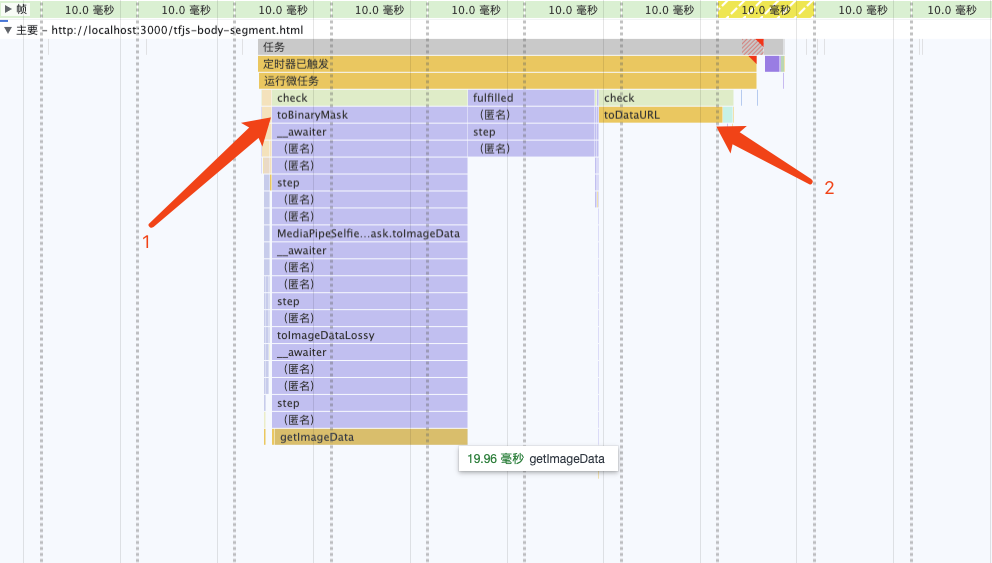 帧 10.0 毫秒 10.0 毫秒 10.0 毫秒 10.0 毫秒 10.0 毫秒 10.0 毫秒 10.0 毫秒 10.0 毫秒 10.0 毫秒 10.0 毫秒
主要 - http://localhost:3000/tfjs-body-segment.html
任务
定时器已触发
运行微任务
check fulfilled check
toBinaryMask (匿名) toDataURL
__awaiter step
(匿名) (匿名)
(匿名)
step
2
(匿名)
(匿名)
MediaPipeSelfie...ask.toImageData
1
__awaiter
(匿名)
(匿名)
step
(匿名)
toImageDataLossy
__awaiter
(匿名)
(匿名)
step
(匿名)
getImageData
19.96 毫秒 getImageData